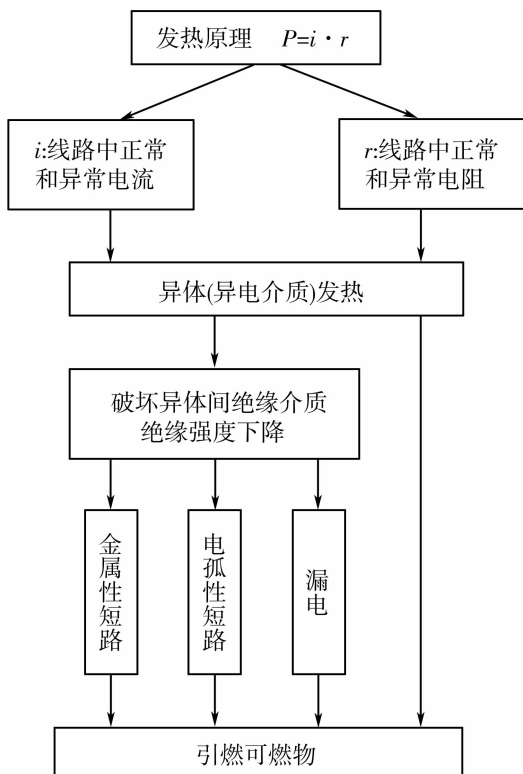 发热原理 P=i·r
i:线路中正常
和异常电流
r:线路中正常
和异常电阻
异体(异电介质)发热
破坏异体间绝缘介质
绝缘强度下降
金属性短路
电孤性短路
漏电
引燃可燃物